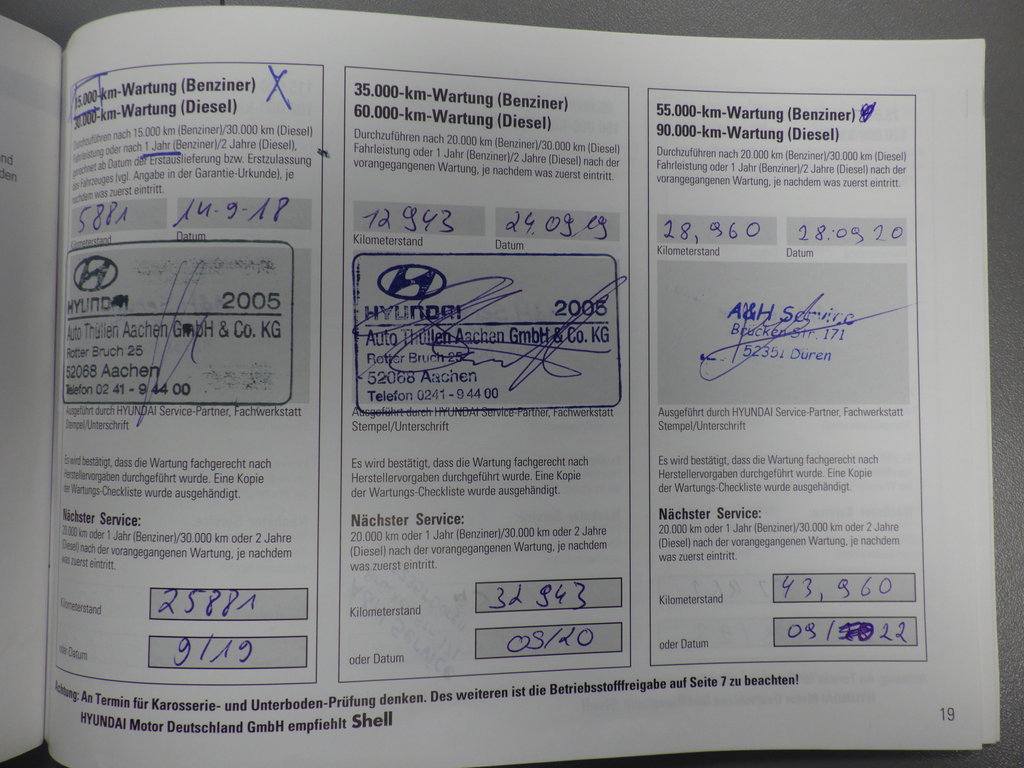 nd
den
15.000-km-Wartung (Benziner) X
30.000-km-Wartung (Diesel)
Durchzuführen nach 15.000 km (Benziner)/30.000 km (Diesel)
Fahrleistung oder nach 1 Jahr (Benziner)/2 Jahre (Diesel),
gerechnet ab Datum der Erstauslieferung bzw. Erstzulassung
des Fahrzeuges (vgl. Angabe in der Garantie-Urkunde), je
nachdem was zuerst eintritt.
5881 14-9-18
Kilometerstand Datum
HYUNDAI 2005
Auto Thüllen Aachen GmbH & Co. KG
Rotter Bruch 25
52068 Aachen
Telefon 02 41 - 9 44 00
Ausgeführt durch HYUNDAI Service-Partner, Fachwerkstatt
Stempel/Unterschrift
Es wird bestätigt, dass die Wartung fachgerecht nach
Herstellervorgaben durchgeführt wurde. Eine Kopie
der Wartungs-Checkliste wurde ausgehändigt.
Nächster Service:
20.000 km oder 1 Jahr (Benziner)/30.000 km oder 2 Jahre
(Diesel) nach der vorangegangenen Wartung, je nachdem
was zuerst eintritt.
Kilometerstand 25881
oder Datum 9/19
35.000-km-Wartung (Benziner)
60.000-km-Wartung (Diesel)
Durchzuführen nach 20.000 km (Benziner)/30.000 km (Diesel)
Fahrleistung oder 1 Jahr (Benziner)/2 Jahre (Diesel) nach der
vorangegangenen Wartung, je nachdem was zuerst eintritt.
12943 24.09.19
Kilometerstand Datum
HYUNDAI 2005
Auto Thüllen Aachen GmbH & Co. KG
Rotter Bruch 25
52068 Aachen
Telefon 0241 - 9 44 00
Ausgeführt durch HYUNDAI Service-Partner, Fachwerkstatt
Stempel/Unterschrift
Es wird bestätigt, dass die Wartung fachgerecht nach
Herstellervorgaben durchgeführt wurde. Eine Kopie
der Wartungs-Checkliste wurde ausgehändigt.
Nächster Service:
20.000 km oder 1 Jahr (Benziner)/30.000 km oder 2 Jahre
(Diesel) nach der vorangegangenen Wartung, je nachdem
was zuerst eintritt.
Kilometerstand 32943
oder Datum 09/20
55.000-km-Wartung (Benziner)
90.000-km-Wartung (Diesel)
Durchzuführen nach 20.000 km (Benziner)/30.000 km (Diesel)
Fahrleistung oder 1 Jahr (Benziner)/2 Jahre (Diesel) nach der
vorangegangenen Wartung, je nachdem was zuerst eintritt.
28,960 28.09 20
Kilometerstand Datum
A&H Service
Brücken Str. 171
52351 Düren
Ausgeführt durch HYUNDAI Service-Partner, Fachwerkstatt
Stempel/Unterschrift
Es wird bestätigt, dass die Wartung fachgerecht nach
Herstellervorgaben durchgeführt wurde. Eine Kopie
der Wartungs-Checkliste wurde ausgehändigt.
Nächster Service:
20.000 km oder 1 Jahr (Benziner)/30.000 km oder 2 Jahre
(Diesel) nach der vorangegangenen Wartung, je nachdem
was zuerst eintritt.
Kilometerstand 43,960
oder Datum 09/ 22
Achtung: An Termin für Karosserie- und Unterboden-Prüfung denken. Des weiteren ist die Betriebsstofffreigabe auf Seite 7 zu beachten!
HYUNDAI Motor Deutschland GmbH empfiehlt Shell
19